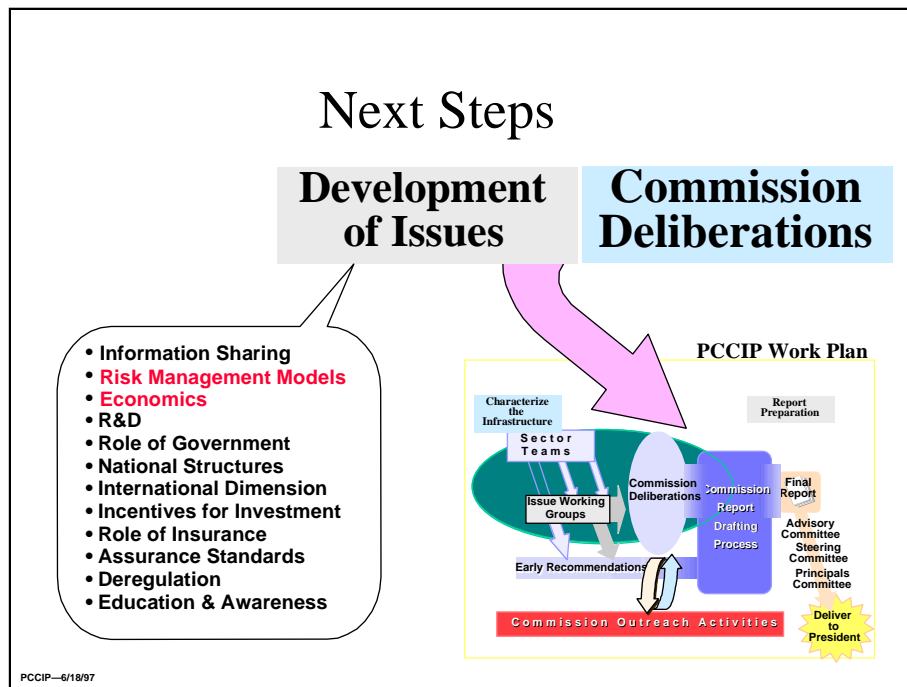 Next Steps
Development
of Issues
Commission
Deliberations
• Information Sharing
• Risk Management Models
• Economics
• R&D
• Role of Government
• National Structures
• International Dimension
• Incentives for Investment
• Role of Insurance
• Assurance Standards
• Deregulation
• Education & Awareness
PCCIP Work Plan
Characterize
the
Infrastructure
Report
Preparation
Sector
Teams
Issue Working
Groups
Commission
Deliberations
Commission
Report
Drafting
Process
Final
Report
Advisory
Committee
Steering
Committee
Principals
Committee
Early Recommendations
Commission Outreach Activities
Deliver
to
President
PCCIP—6/18/97